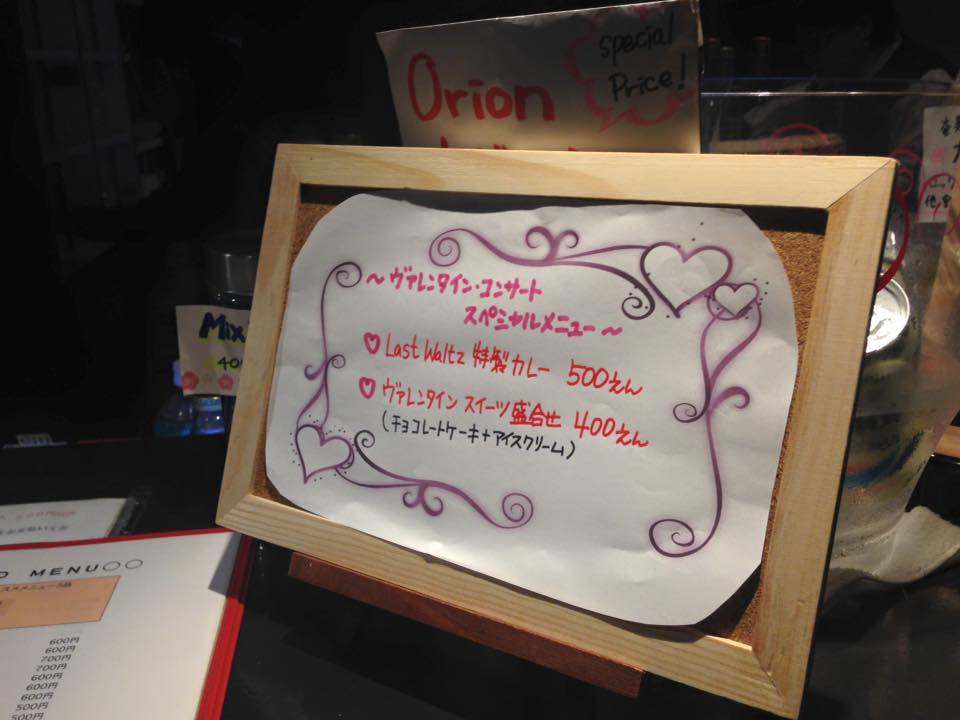 special
Price!
Orion
～ヴァレンタイン・コンサート
スペシャルメニュー～
Last Waltz 特製カレー 500えん
ヴァレンタイン スイーツ盛合せ 400えん
(チョコレートケーキ+アイスクリーム)
Mix
40
MENU○○
600円
600円
700円
700円
600円
600円
600円
500円
500円